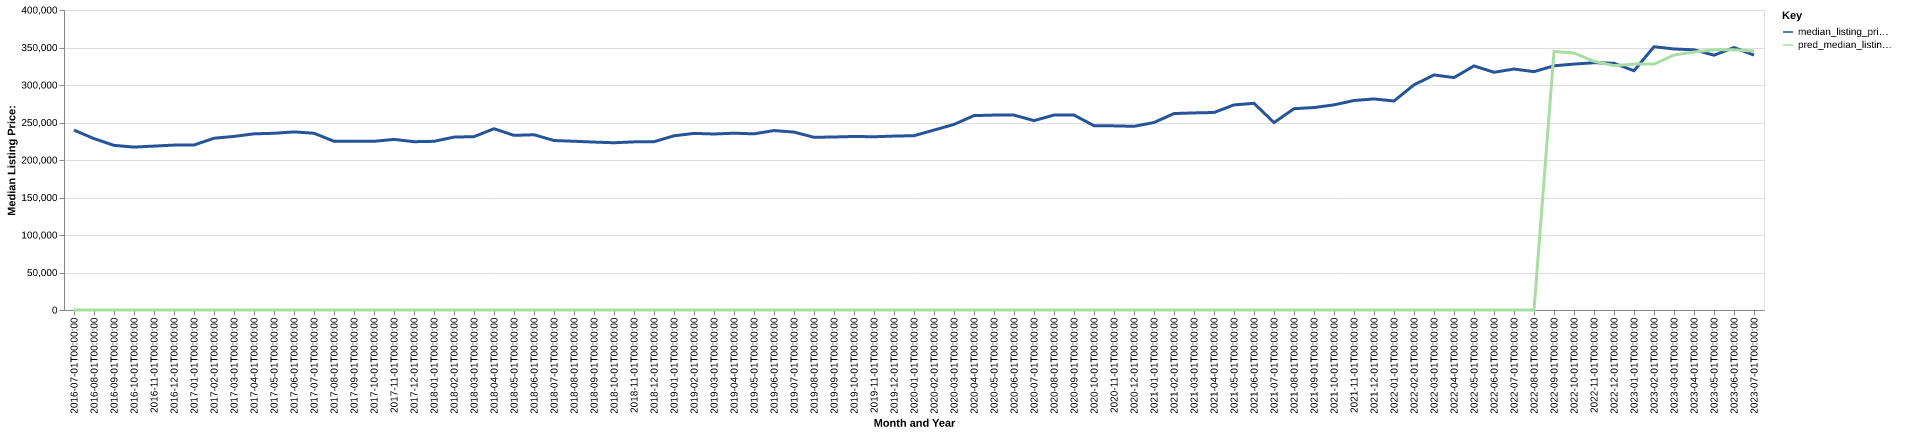 400,000
350,000
300,000
250,000
200,000
150,000
100,000
50,000
0
Median Listing Price:
2016-07-01T00:00:00
2016-08-01T00:00:00
2016-09-01T00:00:00
2016-10-01T00:00:00
2016-11-01T00:00:00
2016-12-01T00:00:00
2017-01-01T00:00:00
2017-02-01T00:00:00
2017-03-01T00:00:00
2017-04-01T00:00:00
2017-05-01T00:00:00
2017-06-01T00:00:00
2017-07-01T00:00:00
2017-08-01T00:00:00
2017-09-01T00:00:00
2017-10-01T00:00:00
2017-11-01T00:00:00
2017-12-01T00:00:00
2018-01-01T00:00:00
2018-02-01T00:00:00
2018-03-01T00:00:00
2018-04-01T00:00:00
2018-05-01T00:00:00
2018-06-01T00:00:00
2018-07-01T00:00:00
2018-08-01T00:00:00
2018-09-01T00:00:00
2018-10-01T00:00:00
2018-11-01T00:00:00
2018-12-01T00:00:00
2019-01-01T00:00:00
2019-02-01T00:00:00
2019-03-01T00:00:00
2019-04-01T00:00:00
2019-05-01T00:00:00
2019-06-01T00:00:00
2019-07-01T00:00:00
2019-08-01T00:00:00
2019-09-01T00:00:00
2019-10-01T00:00:00
2019-11-01T00:00:00
2019-12-01T00:00:00
2020-01-01T00:00:00
2020-02-01T00:00:00
2020-03-01T00:00:00
2020-04-01T00:00:00
2020-05-01T00:00:00
2020-06-01T00:00:00
2020-07-01T00:00:00
2020-08-01T00:00:00
2020-09-01T00:00:00
2020-10-01T00:00:00
2020-11-01T00:00:00
2020-12-01T00:00:00
2021-01-01T00:00:00
2021-02-01T00:00:00
2021-03-01T00:00:00
2021-04-01T00:00:00
2021-05-01T00:00:00
2021-06-01T00:00:00
2021-07-01T00:00:00
2021-08-01T00:00:00
2021-09-01T00:00:00
2021-10-01T00:00:00
2021-11-01T00:00:00
2021-12-01T00:00:00
2022-01-01T00:00:00
2022-02-01T00:00:00
2022-03-01T00:00:00
2022-04-01T00:00:00
2022-05-01T00:00:00
2022-06-01T00:00:00
2022-07-01T00:00:00
2022-08-01T00:00:00
2022-09-01T00:00:00
2022-10-01T00:00:00
2022-11-01T00:00:00
2022-12-01T00:00:00
2023-01-01T00:00:00
2023-02-01T00:00:00
2023-03-01T00:00:00
2023-04-01T00:00:00
2023-05-01T00:00:00
2023-06-01T00:00:00
2023-07-01T00:00:00
Month and Year
Key
median_listing_pri…
pred_median_listin…